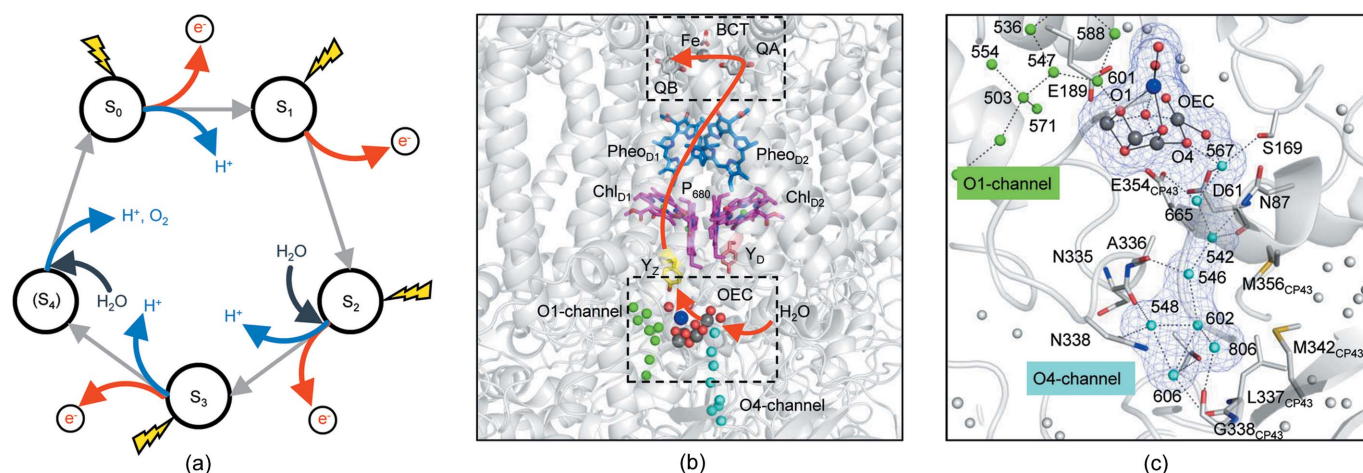 e-
S0
S1
H+
e-
H+, O2
H2O
(S4)
H2O
S2
H+
H+
S3
e-
e-
(a)
BCT
Fe
QA
QB
PheoD1
PheoD2
P680
ChlD1
ChlD2
YZ
YD
OEC
O1-channel
H2O
O4-channel
(b)
536
588
554
547
601
E189
O1
OEC
503
571
O4
567
S169
O1-channel
E354CP43
D61
N87
665
542
A336
N335
546
M356CP43
548
602
N338
806
M342CP43
O4-channel
606
L337CP43
G338CP43
(c)